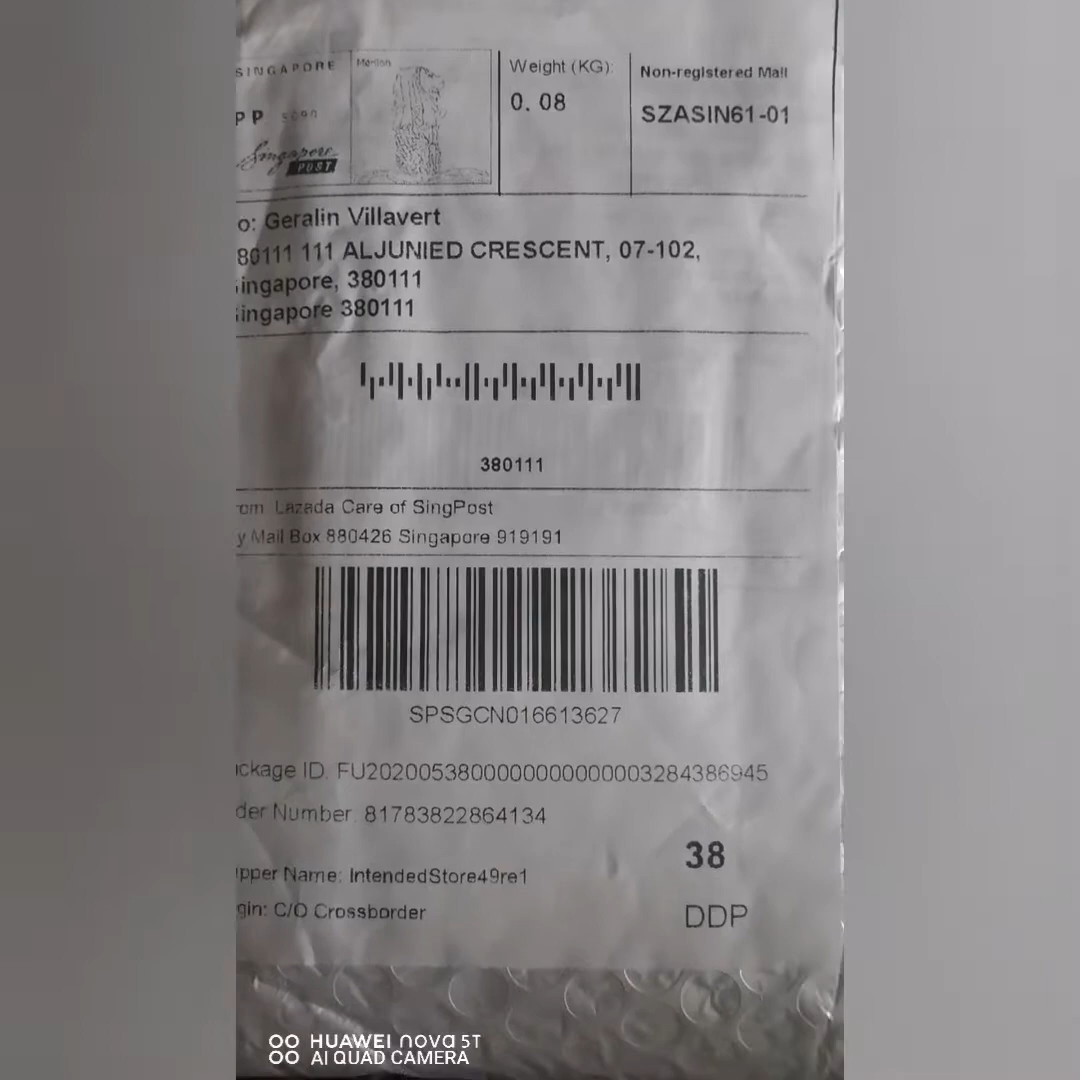 SINGAPORE
Merlion
Weight (KG):
Non-registered Mail
0. 08
PP
SZASIN61-01
Singapore
POST
o: Geralin Villavert
80111 111 ALJUNIED CRESCENT, 07-102,
ingapore, 380111
ingapore 380111
380111
om Lazada Care of SingPost
y Mail Box 880426 Singapore 919191
SPSGCN016613627
ckage ID. FU20200538000000000000003284386945
der Number. 81783822864134
38
pper Name: IntendedStore49re1
gin: C/O Crossborder
DDP
HUAWEI nova 5T
AI QUAD CAMERA